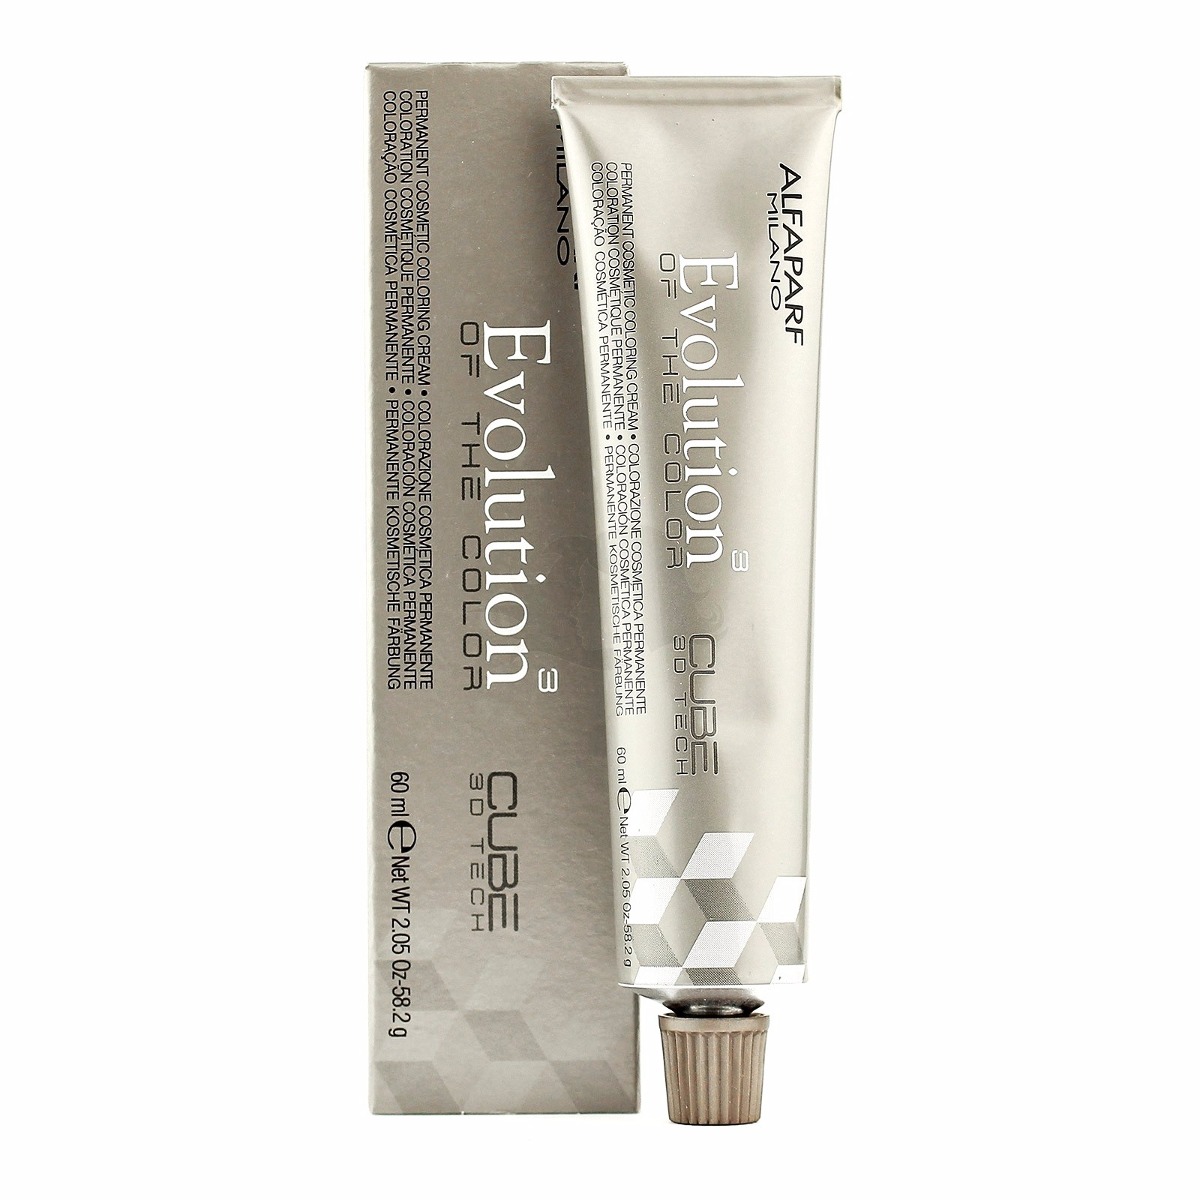 MILANO
Evolution 3
OF THE COLOR
CUBE
3D TECH
PERMANENT COSMETIC COLORING CREAM • COLORAZIONE COSMETICA PERMANENTE
COLORATION COSMÉTIQUE PERMANENTE • COLORACIÓN COSMÉTICA PERMANENTE
COLORAÇÃO COSMÉTICA PERMANENTE • PERMANENTE KOSMETISCHE FÄRBUNG
60 ml e Net WT 2.05 Oz-58.2 g
ALFAPARF
MILANO
Evolution 3
OF THE COLOR
CUBE
3D TECH
PERMANENT COSMETIC COLORING CREAM • COLORAZIONE COSMETICA PERMANENTE
COLORATION COSMÉTIQUE PERMANENTE • COLORACIÓN COSMÉTICA PERMANENTE
COLORAÇÃO COSMÉTICA PERMANENTE • PERMANENTE KOSMETISCHE FÄRBUNG
60 ml e Net WT 2.05 Oz-58.2 g